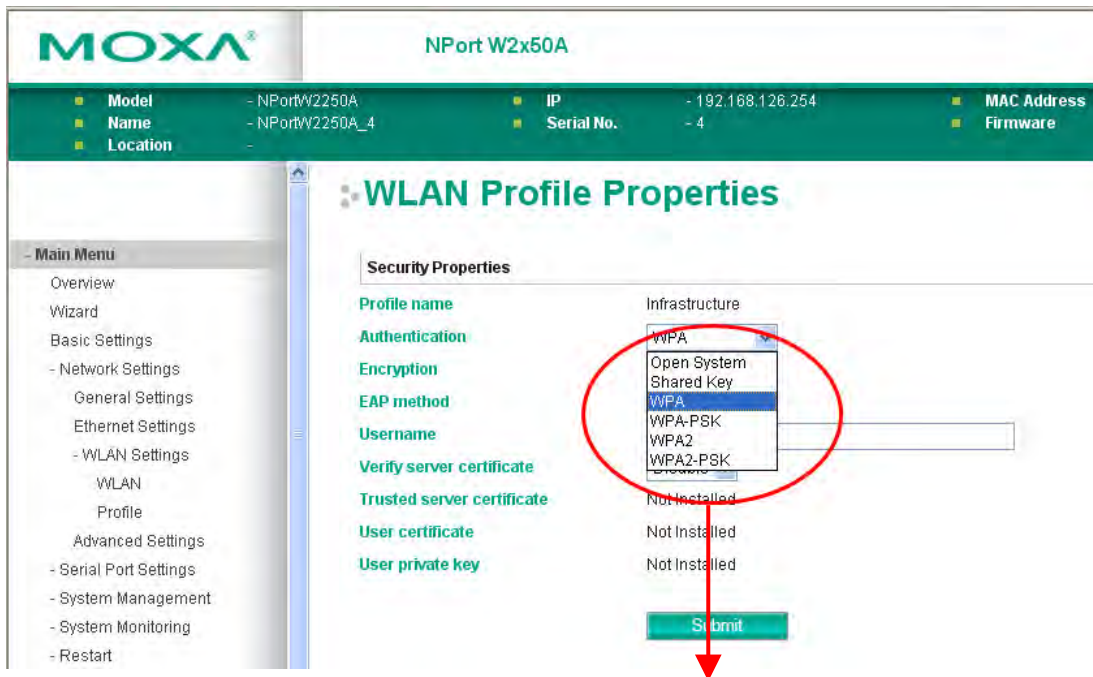 MOXA®
NPort W2x50A
Model - NPortW2250A IP - 192.168.126.254 MAC Address
Name - NPortW2250A_4 Serial No. - 4 Firmware
Location -
WLAN Profile Properties
- Main Menu
Overview
Wizard
Basic Settings
- Network Settings
General Settings
Ethernet Settings
- WLAN Settings
WLAN
Profile
Advanced Settings
- Serial Port Settings
- System Management
- System Monitoring
- Restart
Security Properties
Profile name Infrastructure
Authentication WPA
Open System
Shared Key
WPA
WPA-PSK
WPA2
WPA2-PSK
Encryption
EAP method
Username
Verify server certificate Disable
Trusted server certificate Not Installed
User certificate Not Installed
User private key Not Installed
Submit